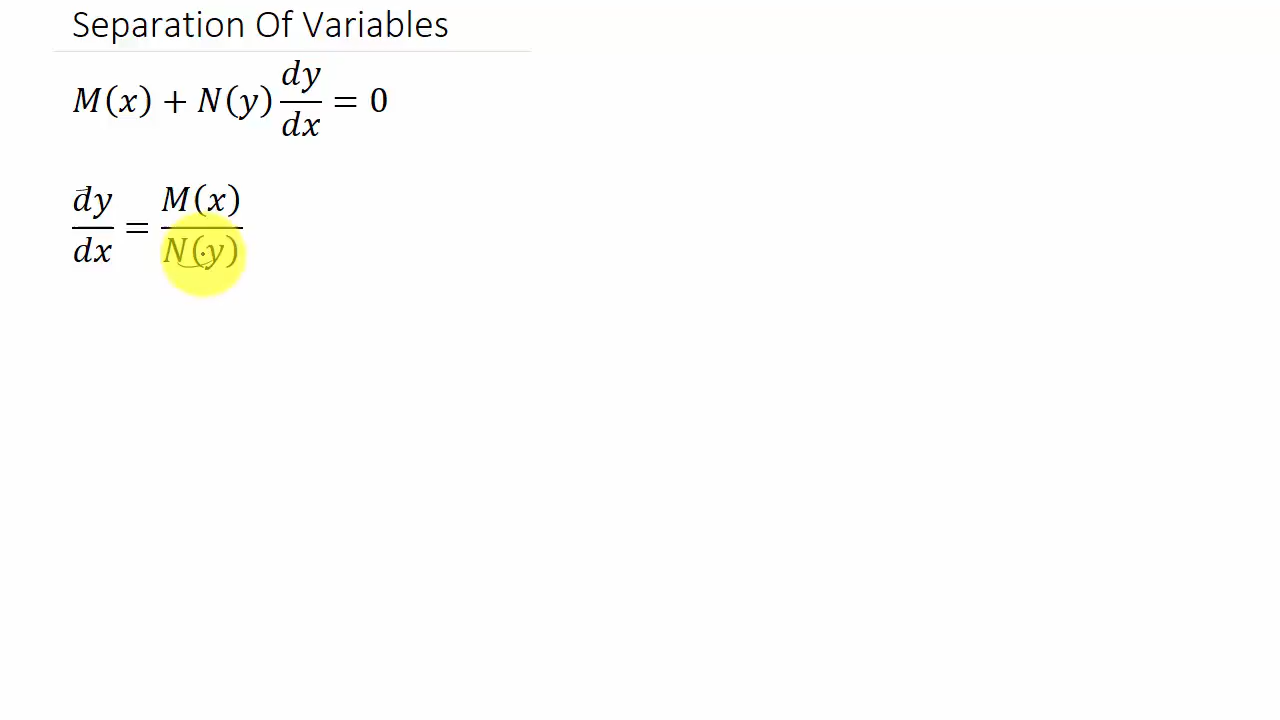 Separation Of Variables
M(x) + N(y) dy/dx = 0
dy/dx = M(x)/N(y)